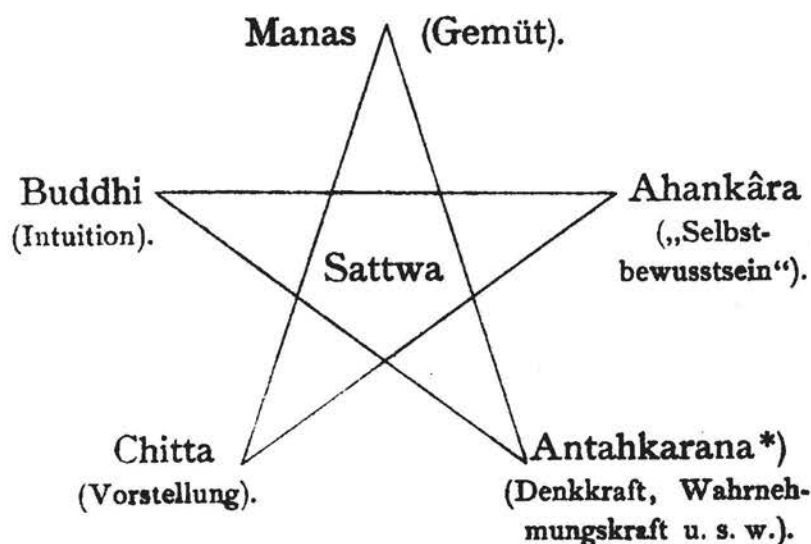 Manas (Gemüt).
Buddhi
(Intuition).
Ahankâra
(„Selbst-
bewusstsein“).
Sattwa
Chitta
(Vorstellung).
Antahkarana*)
(Denkkraft, Wahrneh-
mungskraft u. s. w.).